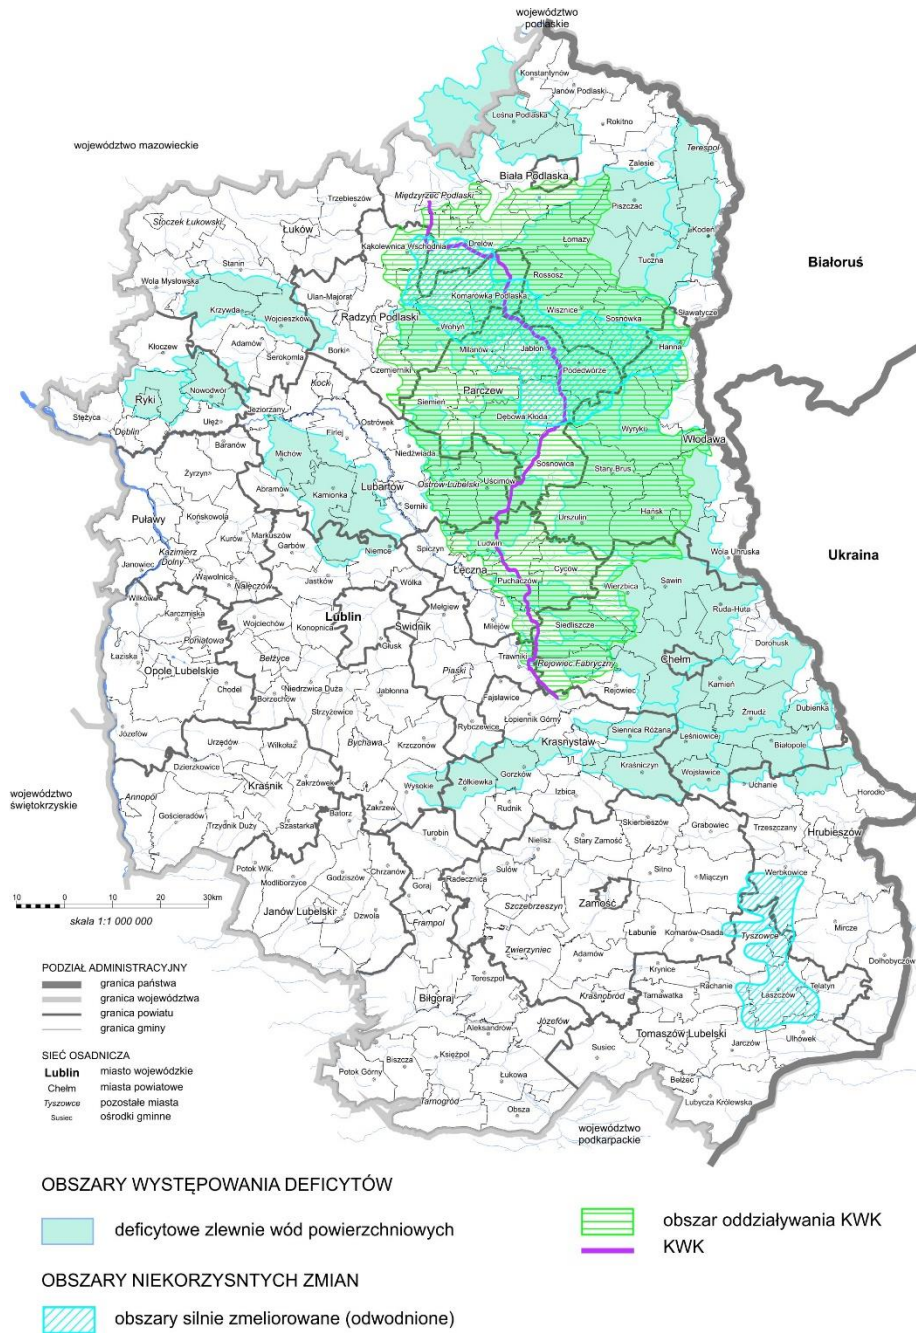 województwo
podlaskie
Konstantynów
Janów Podlaski
Leśna Podlaska
Rokitno
Terespol
województwo mazowieckie
Zalesie
Biała Podlaska
Międzyrzec Podlaski
Piszczac
Trzebieszów
Stoczek Łukowski
Kodeń
Łuków
Kąkolewnica Wschodnia
Drelów
Łomazy
Tuczna
Białoruś
Stanin
Wola Mysłowska
Rossosz
Ulan-Majorat
Komarówka Podlaska
Krzywda
Wojcieszków
Radzyń Podlaski
Wisznice
Sosnówka
Sławatycze
Wohyń
Kłoczew
Adamów
Serokomla
Borki
Milanów
Jabłoń
Hanna
Czemierniki
Podedwórze
Kock
Parczew
Ryki
Nowodwór
Siemień
Stężyca
Dęblin
Ułęż
Jeziorzany
Ostrówek
Dębowa Kłoda
Firlej
Wyryki
Włodawa
Baranów
Michów
Niedźwiada
Sosnowica
Stary Brus
Żyrzyn
Abramów
Kamionka
Lubartów
Ostrów Lubelski
Uścimów
Hańsk
Puławy
Końskowola
Serniki
Urszulin
Markuszów
Kurów
Garbów
Niemce
Spiczyn
Ludwin
Wola Uhruska
Ukraina
Kazimierz
Dolny
Janowiec
Wąwolnica
Nałęczów
Jastków
Wólka
Łęczna
Cyców
Puchaczów
Wierzbica
Sawin
Wilków
Karczmiska
Wojciechów
Konopnica
Lublin
Świdnik
Mełgiew
Milejów
Siedliszcze
Ruda-Huta
Poniatowa
Dorohusk
Łaziska
Bełżyce
Głusk
Trawniki
Rejowiec Fabryczny
Chełm
Opole Lubelskie
Piaski
Chodel
Borzechów
Niedrzwica Duża
Jabłonna
Fajsławice
Rejowiec
Kamień
Strzyżewice
Rybczewice
Łopiennik Górny
Żmudź
Dubienka
Józefów
Bychawa
Krzczonów
Krasnystaw
Siennica Różana
Leśniowice
Białopole
Urzędów
Wilkołaz
Dzierzkowice
Kraśniczyn
Wojsławice
województwo
świętokrzyskie
Annopol
Kraśnik
Zakrzówek
Wysokie
Żółkiewka
Gorzków
Uchanie
Horodło
Gościeradów
Trzydnik Duży
Szastarka
Batorz
Zakrzew
Rudnik
Izbica
Turobin
Skierbieszów
Grabowiec
Trzeszczany
Hrubieszów
Potok Wlk.
Modliborzyce
Godziszów
Chrzanów
Goraj
Radecznica
Sułów
Nielisz
Stary Zamość
Sitno
Miączyn
Werbkowice
10 0 10 20 30km
skala 1:1 000 000
Janów Lubelski
Dzwola
Frampol
Szczebrzeszyn
Zamość
Łabunie
Komarów-Osada
Tyszowce
Mircze
Zwierzyniec
Adamów
Dołhobyczów
PODZIAŁ ADMINISTRACYJNY
granica państwa
granica województwa
granica powiatu
granica gminy
Biłgoraj
Tereszpol
Krasnobród
Krynice
Tarnawatka
Rachanie
Łaszczów
Telatyn
Aleksandrów
Józefów
Tomaszów Lubelski
Susiec
Jarczów
Ulhówek
SIEĆ OSADNICZA
Lublin miasto wojewódzkie
Chełm miasta powiatowe
Tyszowce pozostałe miasta
Susiec ośrodki gminne
Potok Górny
Biszcza
Księżpol
Łukowa
Bełżec
Tarnogród
Obsza
Lubycza Królewska
województwo
podkarpackie
OBSZARY WYSTĘPOWANIA DEFICYTÓW
deficytowe zlewnie wód powierzchniowych
obszar oddziaływania KWK
KWK
OBSZARY NIEKORZYSNTYCH ZMIAN
obszary silnie zmeliorowane (odwodnione)